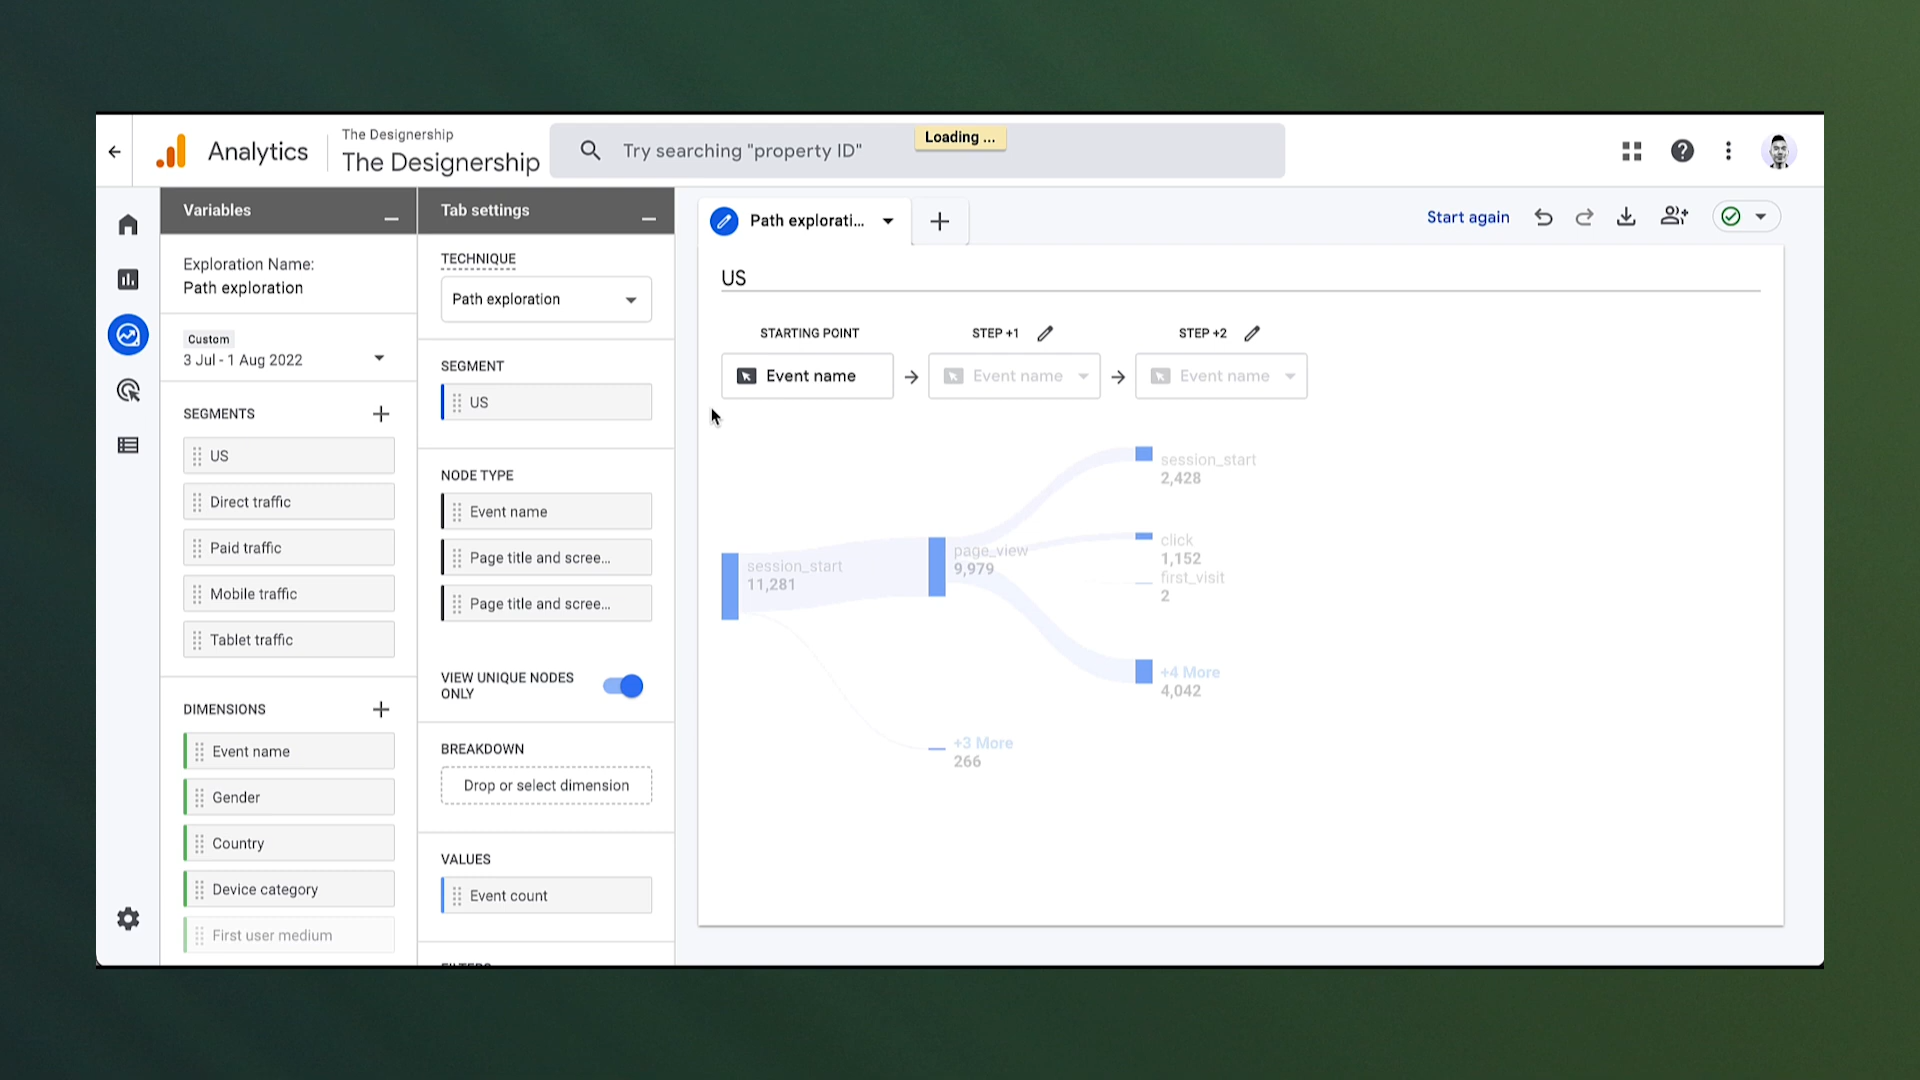 The Designership
Analytics
The Designership
Try searching "property ID"
Loading ...
Variables
Exploration Name:
Path exploration
Custom
3 Jul - 1 Aug 2022
SEGMENTS
US
Direct traffic
Paid traffic
Mobile traffic
Tablet traffic
DIMENSIONS
Event name
Gender
Country
Device category
First user medium
Tab settings
TECHNIQUE
Path exploration
SEGMENT
US
NODE TYPE
Event name
Page title and scree...
Page title and scree...
VIEW UNIQUE NODES
ONLY
BREAKDOWN
Drop or select dimension
VALUES
Event count
FILTERS
Path explorati...
Start again
US
STARTING POINT
STEP +1
STEP +2
Event name
Event name
Event name
session_start
11,281
page_view
9,979
+3 More
266
session_start
2,428
click
1,152
first_visit
2
+4 More
4,042